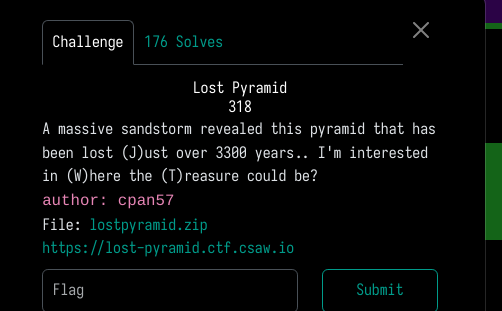 Challenge
176 Solves
Lost Pyramid
318
A massive sandstorm revealed this pyramid that has
been lost (J)ust over 3300 years.. I'm interested
in (W)here the (T)reasure could be?
author: cpan57
File: lostpyramid.zip
https://lost-pyramid.ctf.csaw.io
Flag
Submit